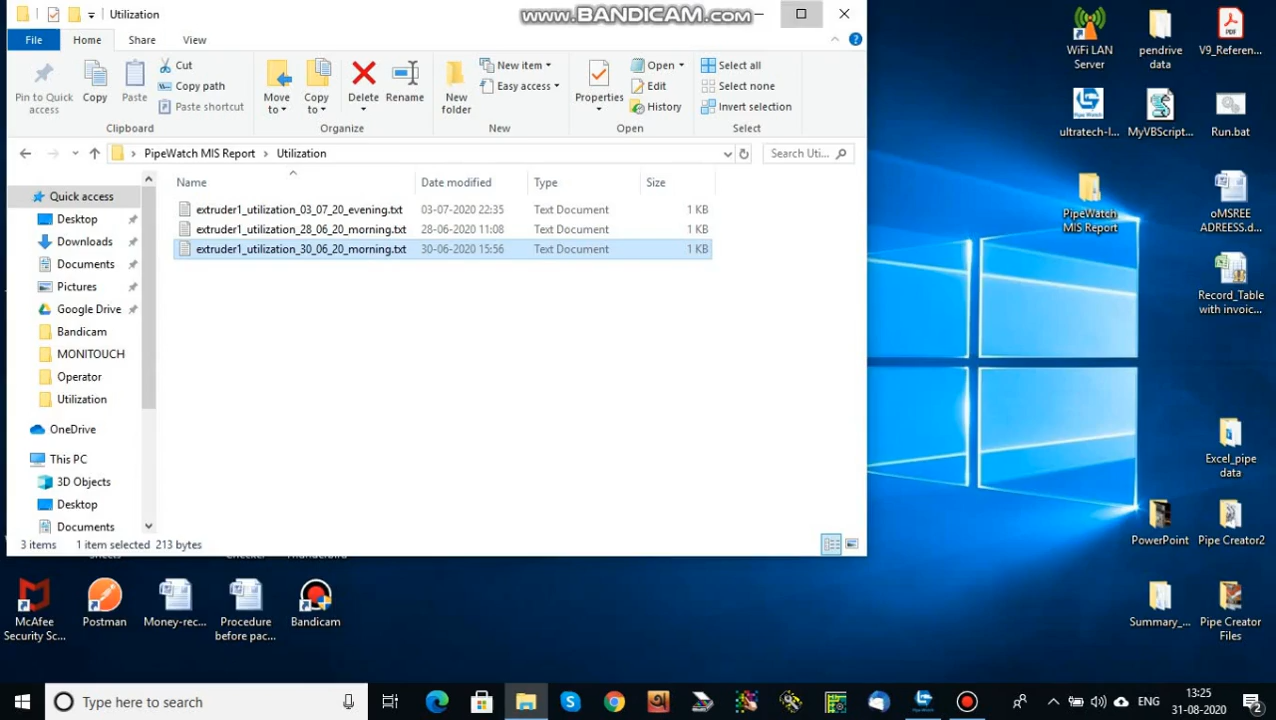 Utilization
www.BANDICAM.com
File
Home
Share
View
Pin to Quick
access
Copy
Paste
Cut
Copy path
Paste shortcut
Clipboard
Move
to
Copy
to
Delete
Rename
Organize
New
folder
New item
Easy access
New
Properties
Open
Edit
History
Open
Select all
Select none
Invert selection
Select
PipeWatch MIS Report
Utilization
Search Uti...
Name
Date modified
Type
Size
extruder1_utilization_03_07_20_evening.txt 03-07-2020 22:35 Text Document 1 KB
extruder1_utilization_28_06_20_morning.txt 28-06-2020 11:08 Text Document 1 KB
extruder1_utilization_30_06_20_morning.txt 30-06-2020 15:56 Text Document 1 KB
Quick access
Desktop
Downloads
Documents
Pictures
Google Drive
Bandicam
MONITOUCH
Operator
Utilization
OneDrive
This PC
3D Objects
Desktop
Documents
3 items 1 item selected 213 bytes
WiFi LAN
Server
pendrive
data
V9_Referen...
ultratech-l...
MyVBScript...
Run.bat
PipeWatch
MIS Report
oMSREE
ADREESS.d...
Record_Table
with invoic...
Excel_pipe
data
PowerPoint
Pipe Creator2
Summary_...
Pipe Creator
Files
McAfee
Security Sc...
Postman
Money-rec...
Procedure
before pac...
Bandicam
Type here to search
ENG
13:25
31-08-2020
2